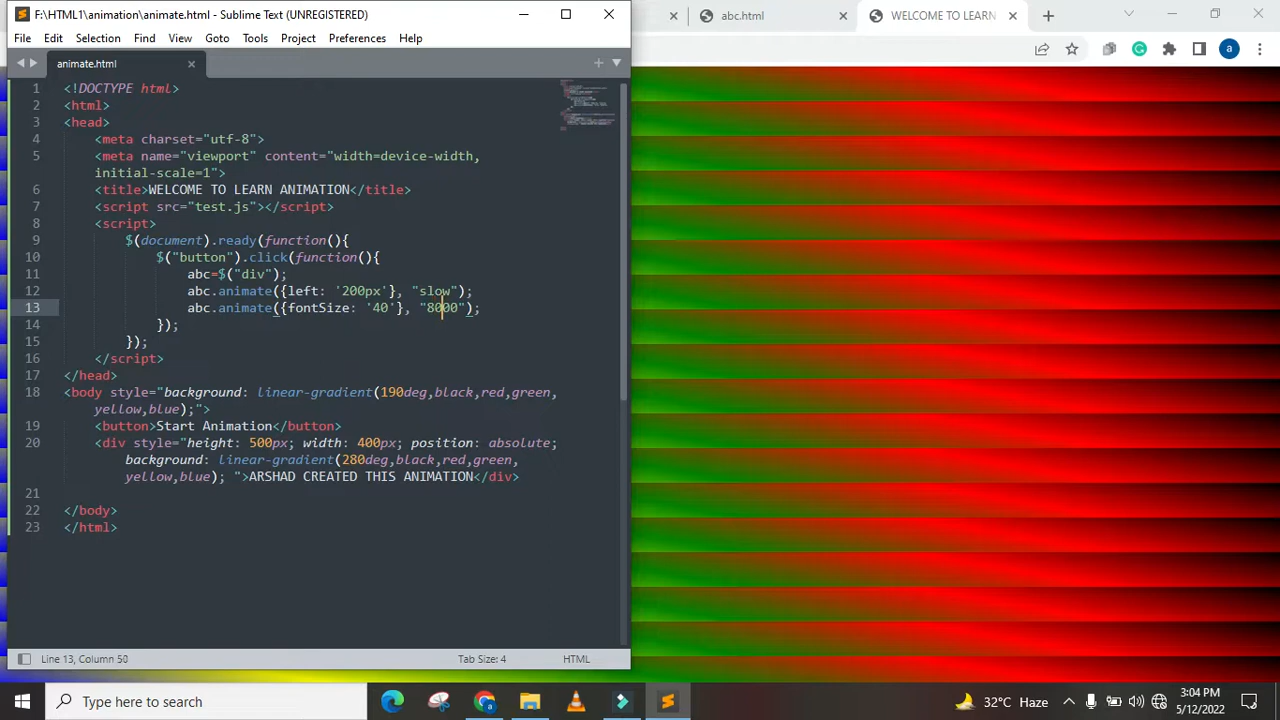 F:\HTML1\animation\animate.html - Sublime Text (UNREGISTERED)
abc.html
WELCOME TO LEARN
File Edit Selection Find View Goto Tools Project Preferences Help
a
animate.html
1 <!DOCTYPE html>
2 <html>
3 <head>
4 <meta charset="utf-8">
5 <meta name="viewport" content="width=device-width,
initial-scale=1">
6 <title>WELCOME TO LEARN ANIMATION</title>
7 <script src="test.js"></script>
8 <script>
9 $(document).ready(function(){
10 $("button").click(function(){
11 abc=$("div");
12 abc.animate({left: '200px'}, "slow");
13 abc.animate({fontSize: '40'}, "8000");
14 });
15 });
16 </script>
17 </head>
18 <body style="background: linear-gradient(190deg,black,red,green,
yellow,blue);">
19 <button>Start Animation</button>
20 <div style="height: 500px; width: 400px; position: absolute;
background: linear-gradient(280deg,black,red,green,
yellow,blue); ">ARSHAD CREATED THIS ANIMATION</div>
21
22 </body>
23 </html>
Line 13, Column 50
Tab Size: 4
HTML
Type here to search
32°C Haze
3:04 PM
5/12/2022